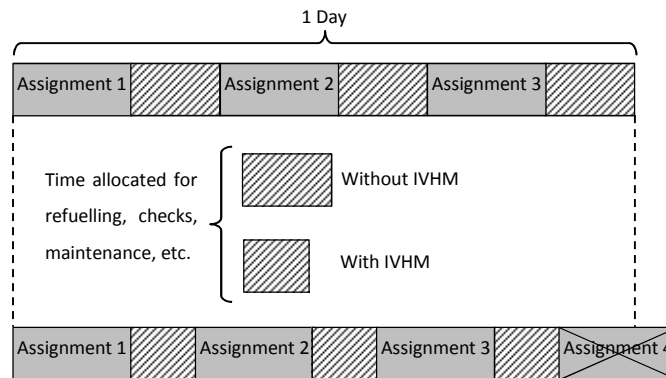 1 Day
Assignment 1
Assignment 2
Assignment 3
Time allocated for
refuelling, checks,
maintenance, etc.
Without IVHM
With IVHM
Assignment 1
Assignment 2
Assignment 3
Assignment 4